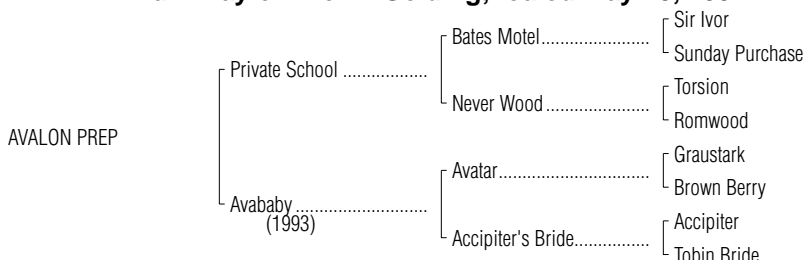 Sir Ivor
Bates Motel
Sunday Purchase
Private School
Never Wood
Torsion
Romwood
AVALON PREP
Avatar
Graustark
Brown Berry
Avababy
(1993)
Accipiter's Bride
Accipiter
Tobin Bride